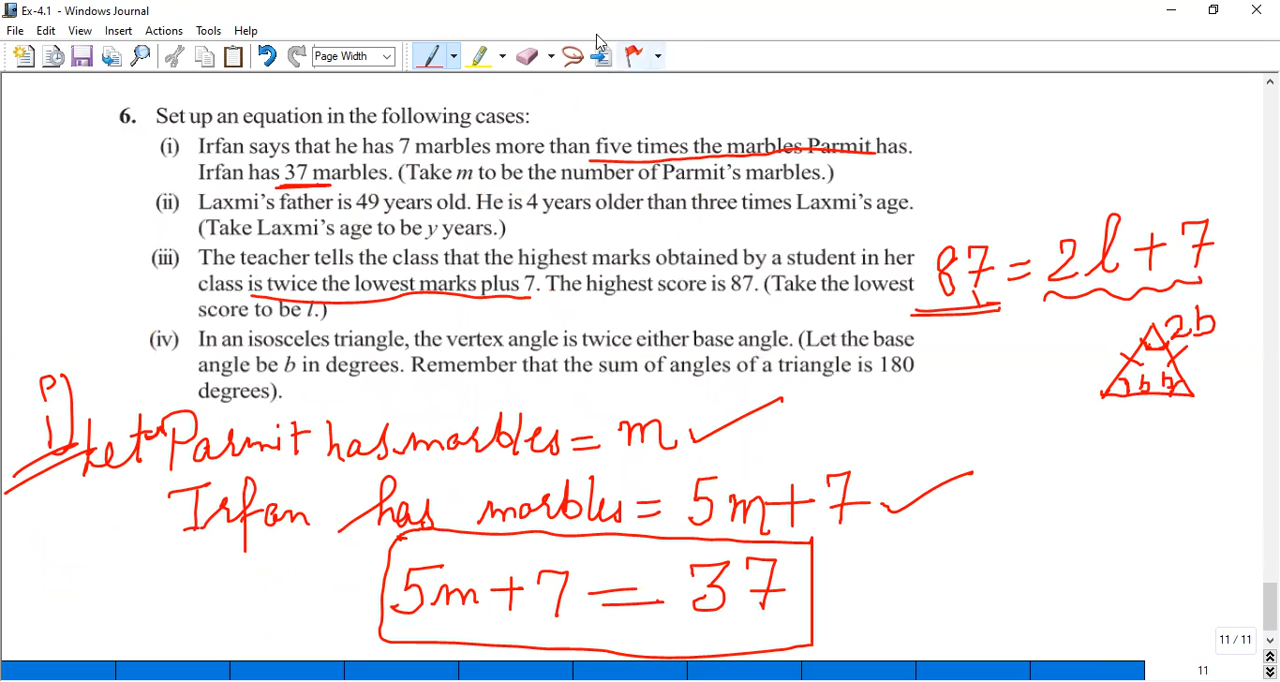 Ex-4.1 - Windows Journal
File Edit View Insert Actions Tools Help
Page Width
6. Set up an equation in the following cases:
(i) Irfan says that he has 7 marbles more than five times the marbles Parmit has.
Irfan has 37 marbles. (Take m to be the number of Parmit's marbles.)
(ii) Laxmi's father is 49 years old. He is 4 years older than three times Laxmi's age.
(Take Laxmi's age to be y years.)
(iii) The teacher tells the class that the highest marks obtained by a student in her
class is twice the lowest marks plus 7. The highest score is 87. (Take the lowest
score to be l.)
87 = 2l + 7
(iv) In an isosceles triangle, the vertex angle is twice either base angle. (Let the base
angle be b in degrees. Remember that the sum of angles of a triangle is 180
degrees).
2b
b b
Let Parmit has marbles = m
Irfan has marbles = 5m + 7
5m + 7 = 37
11 / 11
11